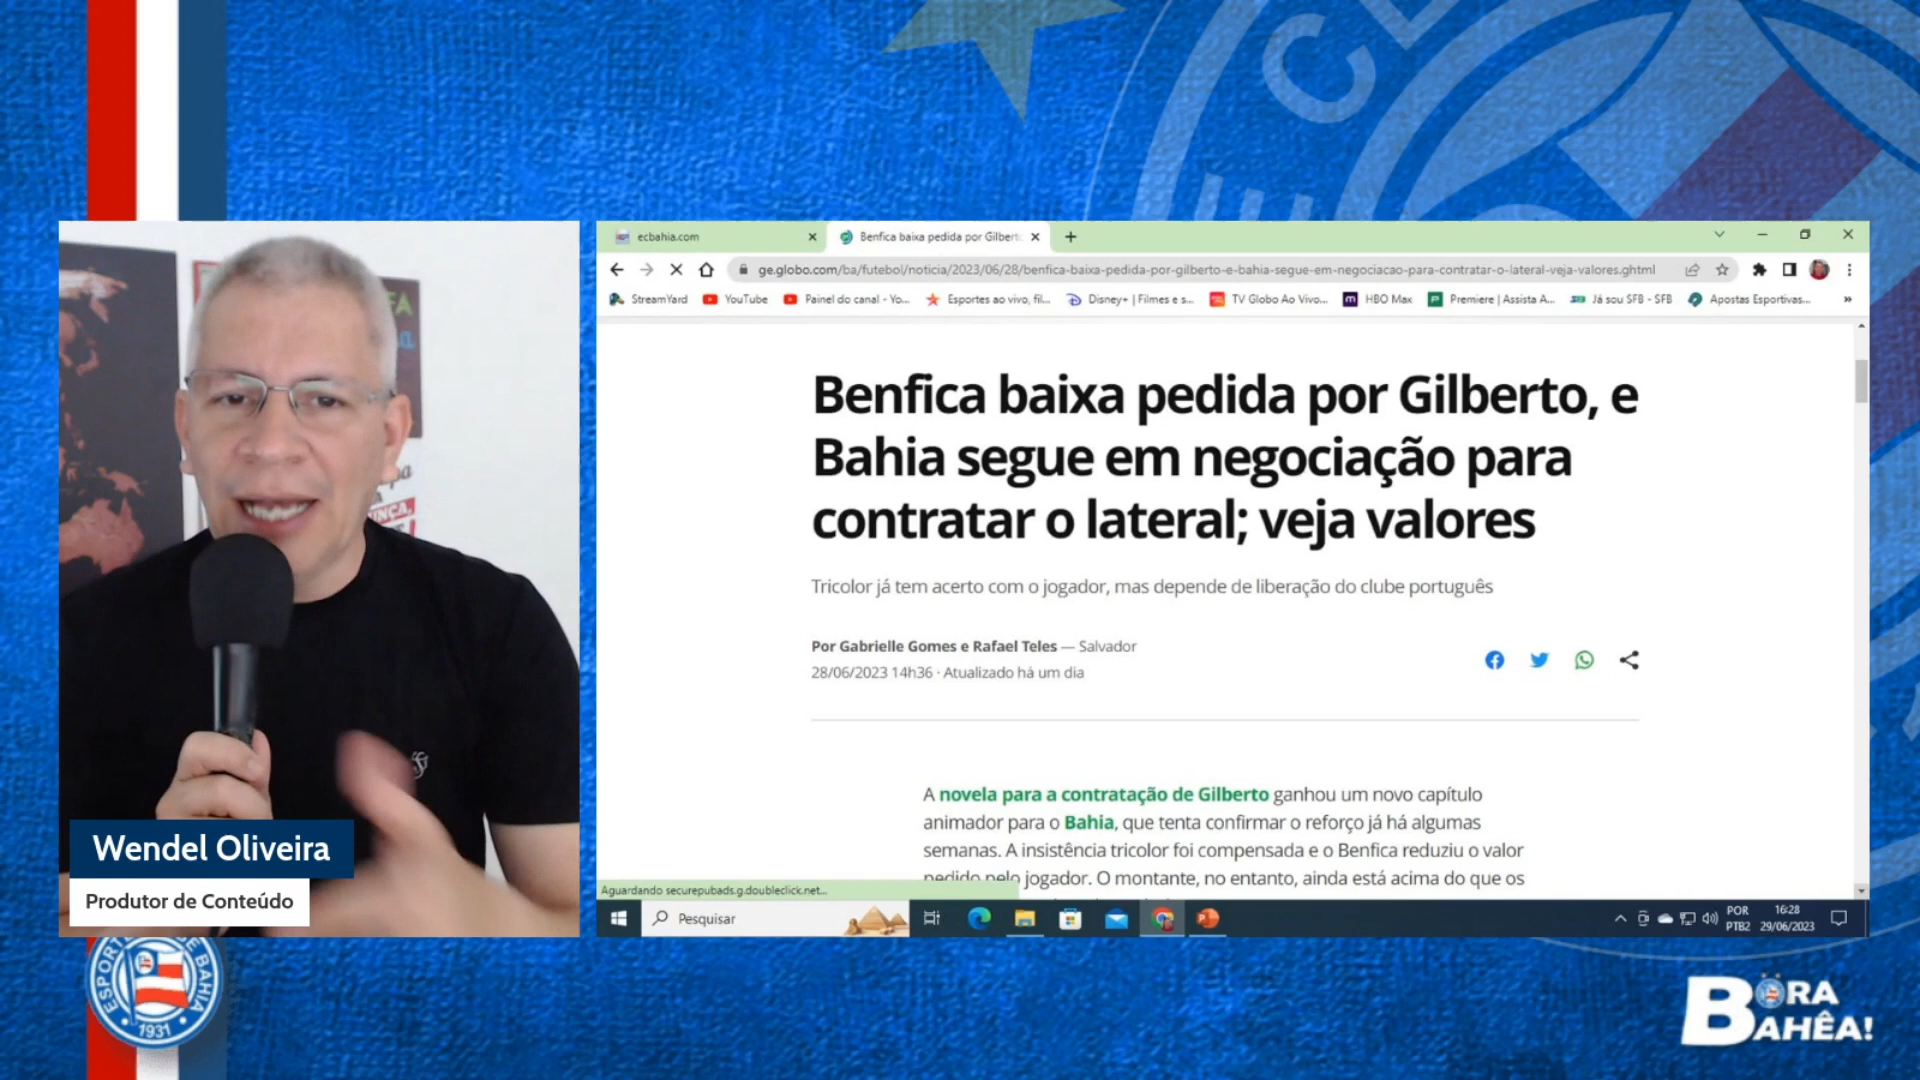 ecbahia.com
Benfica baixa pedida por Gilberto
ge.globo.com/ba/futebol/noticia/2023/06/28/benfica-baixa-pedida-por-gilberto-e-bahia-segue-em-negociacao-para-contratar-o-lateral-veja-valores.ghtml
StreamYard YouTube Painel do canal - Yo... Esportes ao vivo, fil... Disney+ | Filmes e s... TV Globo Ao Vivo... HBO Max Premiere | Assista A... Já sou SFB - SFB Apostas Esportivas... »
Benfica baixa pedida por Gilberto, e
Bahia segue em negociação para
contratar o lateral; veja valores
Tricolor já tem acerto com o jogador, mas depende de liberação do clube português
Por Gabrielle Gomes e Rafael Teles — Salvador
28/06/2023 14h36 · Atualizado há um dia
A novela para a contratação de Gilberto ganhou um novo capítulo
animador para o Bahia, que tenta confirmar o reforço já há algumas
semanas. A insistência tricolor foi compensada e o Benfica reduziu o valor
pedido pelo jogador. O montante, no entanto, ainda está acima do que os
Aguardando securepubads.g.doubleclick.net...
Pesquisar
POR
PTB2
16:28
29/06/2023
Wendel Oliveira
Produtor de Conteúdo
BAHIA
1931
BORA
BAHÊA!